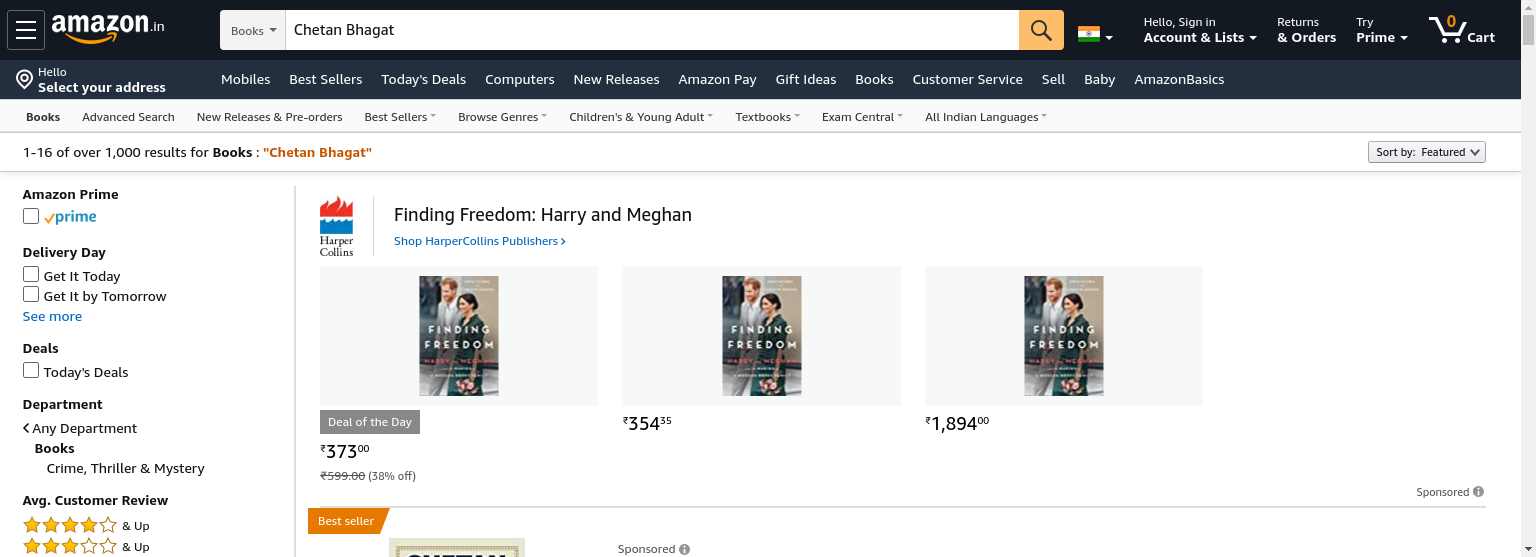 amazon.in
Books
Chetan Bhagat
Hello, Sign in
Account & Lists
Returns
& Orders
Try
Prime
0
Cart
Hello
Select your address
Mobiles Best Sellers Today's Deals Computers New Releases Amazon Pay Gift Ideas Books Customer Service Sell Baby AmazonBasics
Books Advanced Search New Releases & Pre-orders Best Sellers Browse Genres Children's & Young Adult Textbooks Exam Central All Indian Languages
1-16 of over 1,000 results for Books : "Chetan Bhagat"
Sort by: Featured
Amazon Prime
prime
Delivery Day
Get It Today
Get It by Tomorrow
See more
Deals
Today's Deals
Department
Any Department
Books
Crime, Thriller & Mystery
Avg. Customer Review
& Up
& Up
Harper
Collins
Finding Freedom: Harry and Meghan
Shop HarperCollins Publishers
FINDING
FREEDOM
FINDING
FREEDOM
FINDING
FREEDOM
Deal of the Day
₹37300
₹599.00 (38% off)
₹35435
₹1,89400
Sponsored
Best seller
Sponsored
CHETAN